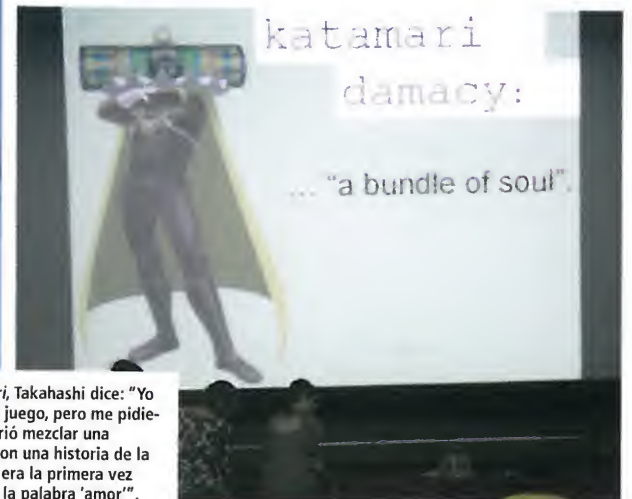 katamari
damacy:
... "a bundle of soul".
ri, Takahashi dice: "Yo
juego, pero me pidie-
rió mezclar una
on una historia de la
era la primera vez
la palabra 'amor'".